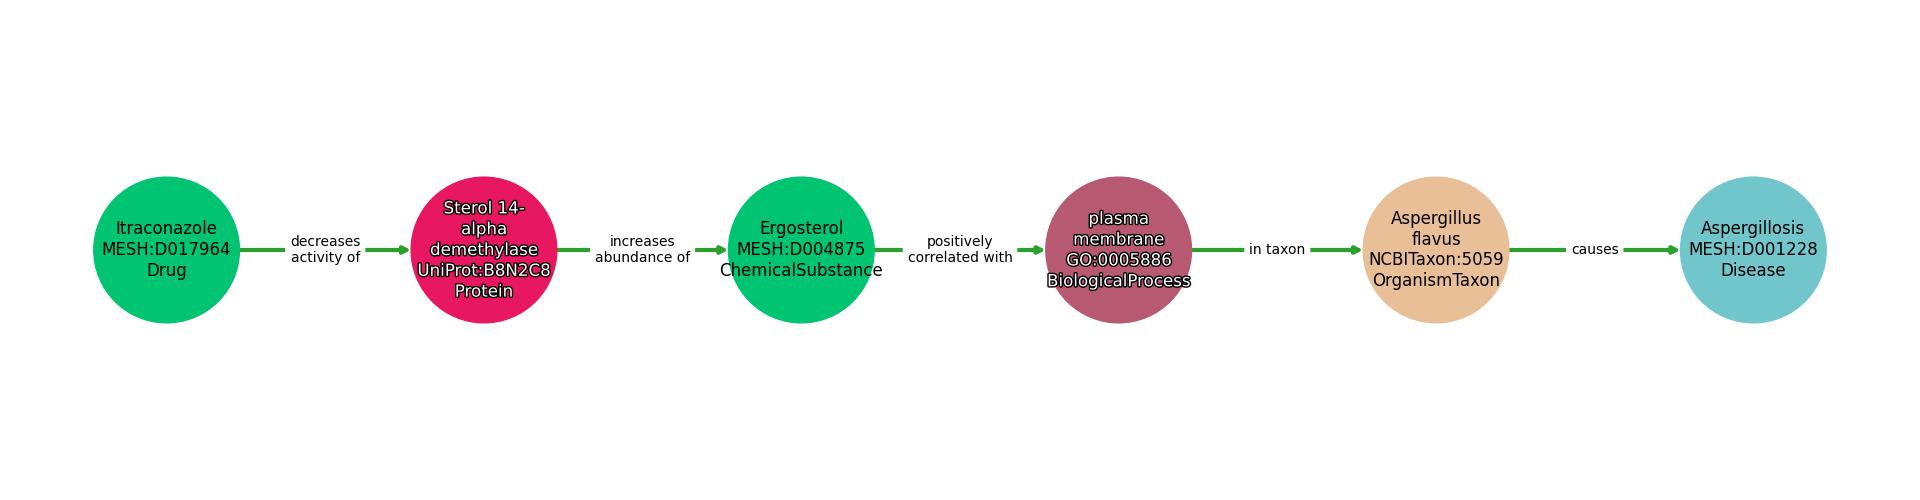 Itraconazole
MESH:D017964
Drug
decreases
activity of
Sterol 14-
alpha
demethylase
UniProt:B8N2C8
Protein
increases
abundance of
Ergosterol
MESH:D004875
ChemicalSubstance
positively
correlated with
plasma
membrane
GO:0005886
BiologicalProcess
in taxon
Aspergillus
flavus
NCBITaxon:5059
OrganismTaxon
causes
Aspergillosis
MESH:D001228
Disease